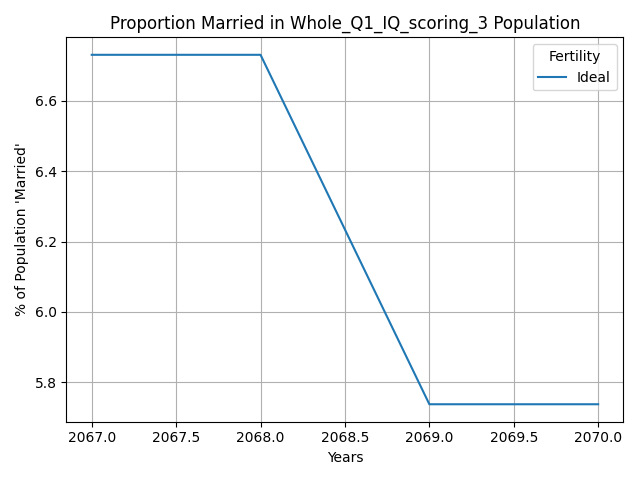 Proportion Married in Whole_Q1_IQ_scoring_3 Population
Fertility
Ideal
% of Population 'Married'
6.6
6.4
6.2
6.0
5.8
2067.0 2067.5 2068.0 2068.5 2069.0 2069.5 2070.0
Years